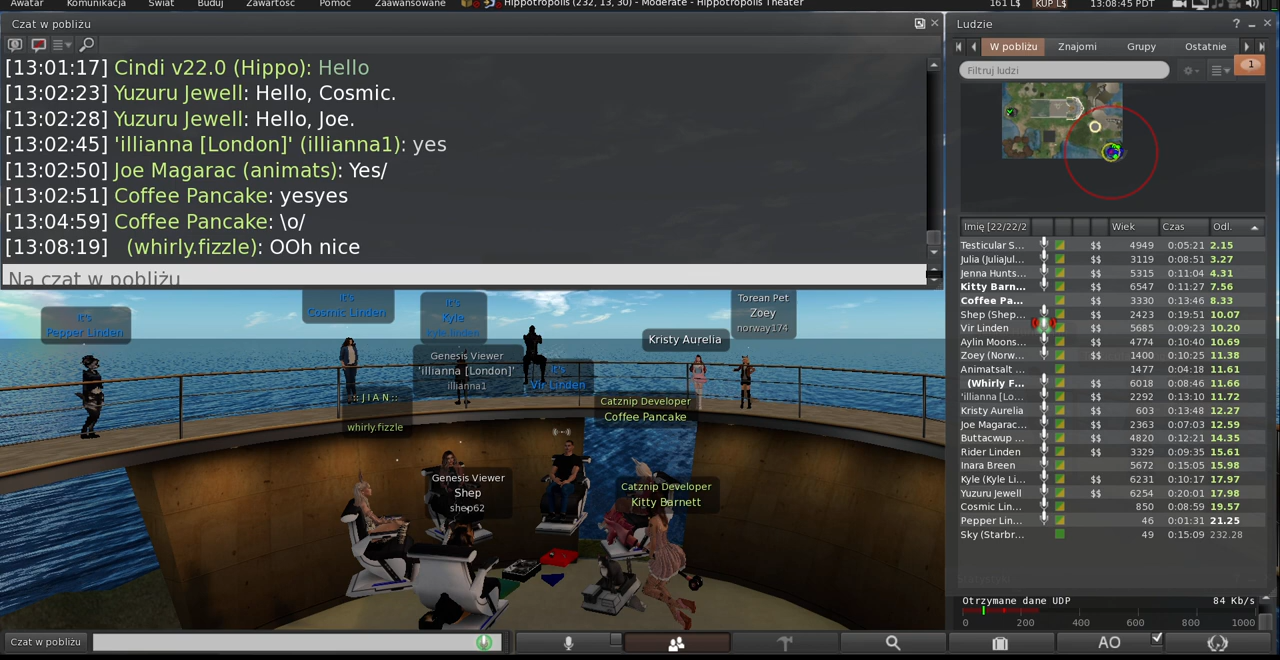 Awatar Komunikacja Świat Buduj Zawartość Pomoc Zaawansowane Hippotropolis (232, 13, 30) - Moderate - Hippotropolis Theater 161 L$ KUP L$ 13:08:45 PDT
Czat w pobliżu
[13:01:17] Cindi v22.0 (Hippo): Hello
[13:02:23] Yuzuru Jewell: Hello, Cosmic.
[13:02:28] Yuzuru Jewell: Hello, Joe.
[13:02:45] 'illianna [London]' (illianna1): yes
[13:02:50] Joe Magarac (animats): Yes/
[13:02:51] Coffee Pancake: yesyes
[13:04:59] Coffee Pancake: \o/
[13:08:19] (whirly.fizzle): OOh nice
Na czat w pobliżu
It's
Pepper Linden
It's
Cosmic Linden
It's
Kyle
kyle.linden
Torean Pet
Zoey
norway174
Kristy Aurelia
Genesis Viewer
'illianna [London]'
illianna1
It's
Vir Linden
:: J I A N ::
whirly.fizzle
Catznip Developer
Coffee Pancake
Genesis Viewer
Shep
shep62
Catznip Developer
Kitty Barnett
Czat w pobliżu
AO
Ludzie
? _ ×
W pobliżu Znajomi Grupy Ostatnie
Filtruj ludzi
1
Imię [22/22/2 Wiek Czas Odl.
Testicular S... $$ 4949 0:05:21 2.15
Julia (JuliaJul... $$ 3119 0:08:51 3.27
Jenna Hunts... $$ 5315 0:11:04 4.31
Kitty Barn... $$ 6547 0:11:27 7.56
Coffee Pa... $$ 3330 0:13:46 8.33
Shep (Shep... $$ 2423 0:19:51 10.07
Vir Linden $$ 5685 0:09:23 10.20
Aylin Moons... $$ 4774 0:10:40 10.69
Zoey (Norw... $$ 1400 0:10:25 11.38
Animatsalt ... 1477 0:04:18 11.61
(Whirly F... $$ 6018 0:08:46 11.66
'illianna [Lo... $$ 2292 0:13:10 11.72
Kristy Aurelia $$ 603 0:13:48 12.27
Joe Magarac... $$ 2363 0:07:03 12.59
Buttacwup ... $$ 4820 0:12:21 14.35
Rider Linden $$ 3329 0:09:35 15.61
Inara Breen 5672 0:15:05 15.98
Kyle (Kyle Li... $$ 6231 0:10:17 17.97
Yuzuru Jewell $$ 6254 0:20:01 17.98
Cosmic Lin... 850 0:08:59 19.57
Pepper Lin... 46 0:01:31 21.25
Sky (Starbr... 49 0:15:09 232.28
Otrzymane dane UDP 84 Kb/s
0 200 400 600 800 1000